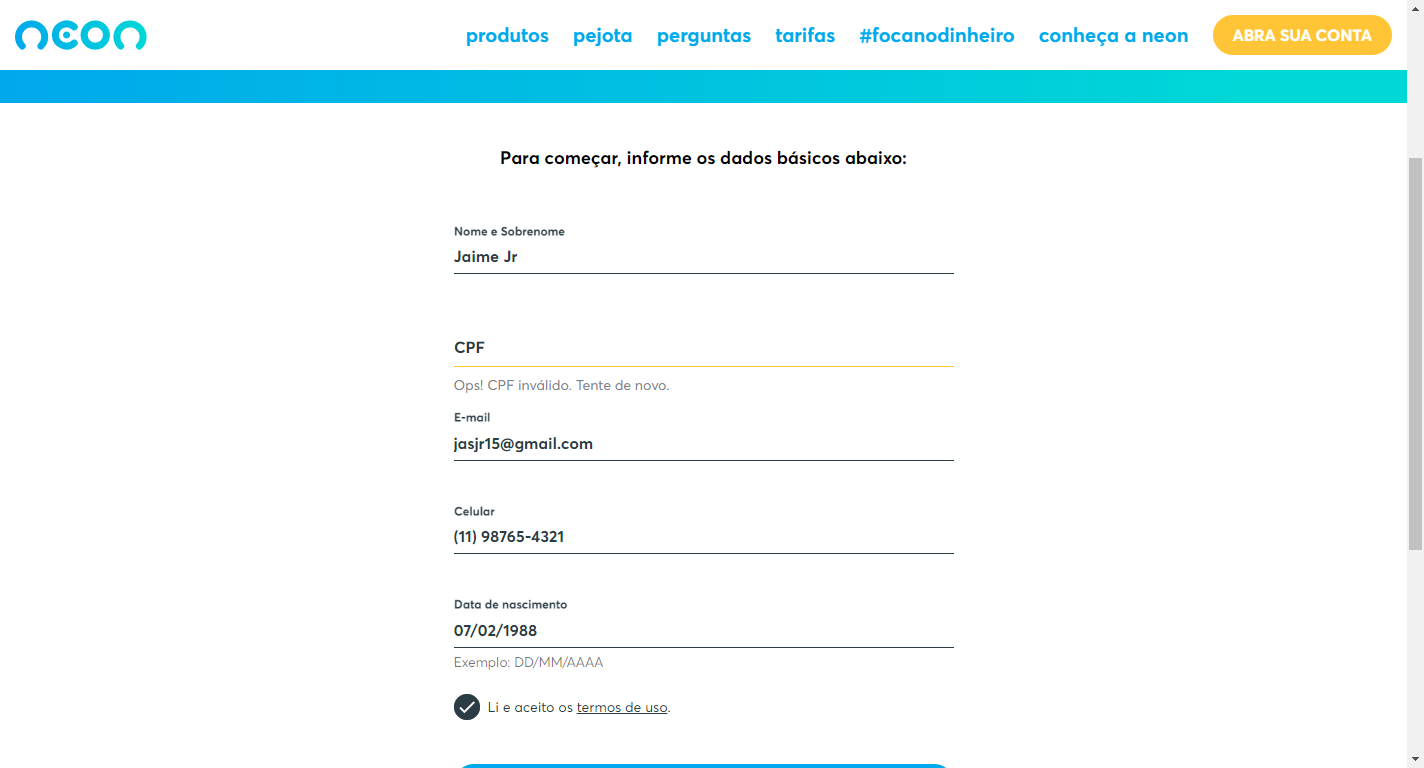 neon
produtos pejota perguntas tarifas #focanodinheiro conheça a neon ABRA SUA CONTA
Para começar, informe os dados básicos abaixo:
Nome e Sobrenome
Jaime Jr
CPF
Ops! CPF inválido. Tente de novo.
E-mail
jasjr15@gmail.com
Celular
(11) 98765-4321
Data de nascimento
07/02/1988
Exemplo: DD/MM/AAAA
Li e aceito os termos de uso.